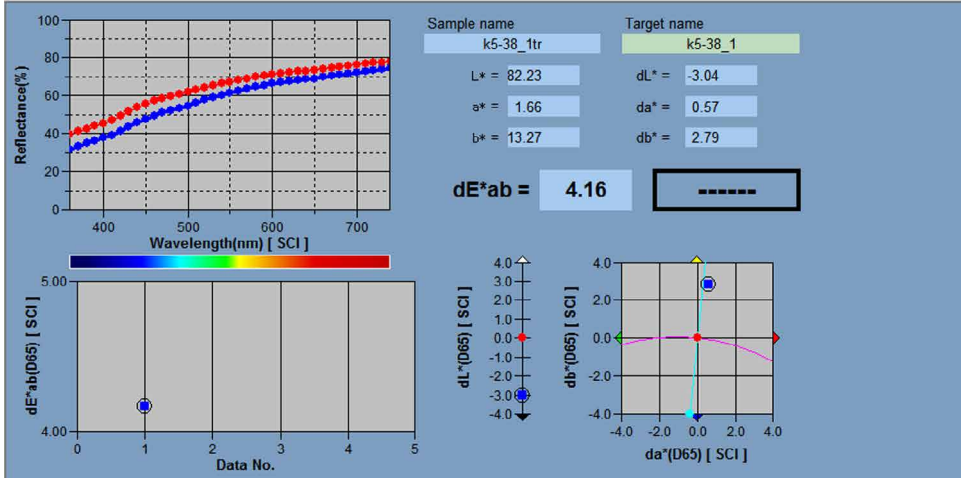 Sample name
Target name
k5-38_1tr
k5-38_1
L* = 82.23
dL* = -3.04
a* = 1.66
da* = 0.57
b* = 13.27
db* = 2.79
dE*ab = 4.16
------
Reflectance(%)
100
80
60
40
20
0
400 500 600 700
Wavelength(nm) [ SCI ]
dE*ab(D65) [ SCI ]
5.00
4.00
0 1 2 3 4 5
Data No.
dL*(D65) [ SCI ]
4.0
3.0
2.0
1.0
0.0
-1.0
-2.0
-3.0
-4.0
db*(D65) [ SCI ]
4.0
2.0
0.0
-2.0
-4.0
-4.0 -2.0 0.0 2.0 4.0
da*(D65) [ SCI ]